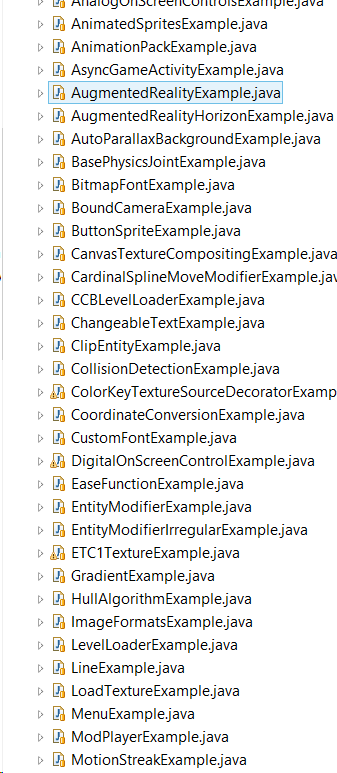 AnalogOnScreenControlsExample.java
AnimatedSpritesExample.java
AnimationPackExample.java
AsyncGameActivityExample.java
AugmentedRealityExample.java
AugmentedRealityHorizonExample.java
AutoParallaxBackgroundExample.java
BasePhysicsJointExample.java
BitmapFontExample.java
BoundCameraExample.java
ButtonSpriteExample.java
CanvasTextureCompositingExample.java
CardinalSplineMoveModifierExample.jav
CCBLevelLoaderExample.java
ChangeableTextExample.java
ClipEntityExample.java
CollisionDetectionExample.java
ColorKeyTextureSourceDecoratorExamp
CoordinateConversionExample.java
CustomFontExample.java
DigitalOnScreenControlExample.java
EaseFunctionExample.java
EntityModifierExample.java
EntityModifierIrregularExample.java
ETC1TextureExample.java
GradientExample.java
HullAlgorithmExample.java
ImageFormatsExample.java
LevelLoaderExample.java
LineExample.java
LoadTextureExample.java
MenuExample.java
ModPlayerExample.java
MotionStreakExample.java